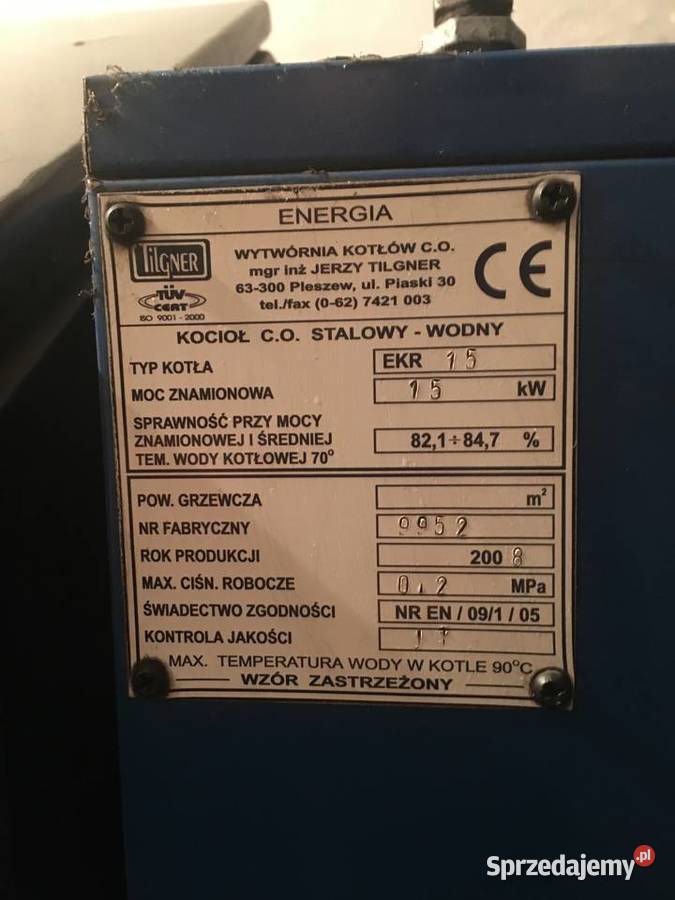 ENERGIA
TILGNER
TÜV
CERT
ISO 9001 - 2000
WYTWÓRNIA KOTŁÓW C.O.
mgr inż JERZY TILGNER
63-300 Pleszew, ul. Piaski 30
tel./fax (0-62) 7421 003
CE
KOCIOŁ C.O. STALOWY - WODNY
TYP KOTŁA EKR 15
MOC ZNAMIONOWA 15 kW
SPRAWNOŚĆ PRZY MOCY
ZNAMIONOWEJ I ŚREDNIEJ 82,1÷84,7 %
TEM. WODY KOTŁOWEJ 70°
POW. GRZEWCZA m²
NR FABRYCZNY 9952
ROK PRODUKCJI 2008
MAX. CIŚN. ROBOCZE 0,2 MPa
ŚWIADECTWO ZGODNOŚCI NR EN / 09/1 / 05
KONTROLA JAKOŚCI
MAX. TEMPERATURA WODY W KOTLE 90°C
WZÓR ZASTRZEŻONY
Sprzedajemy.pl